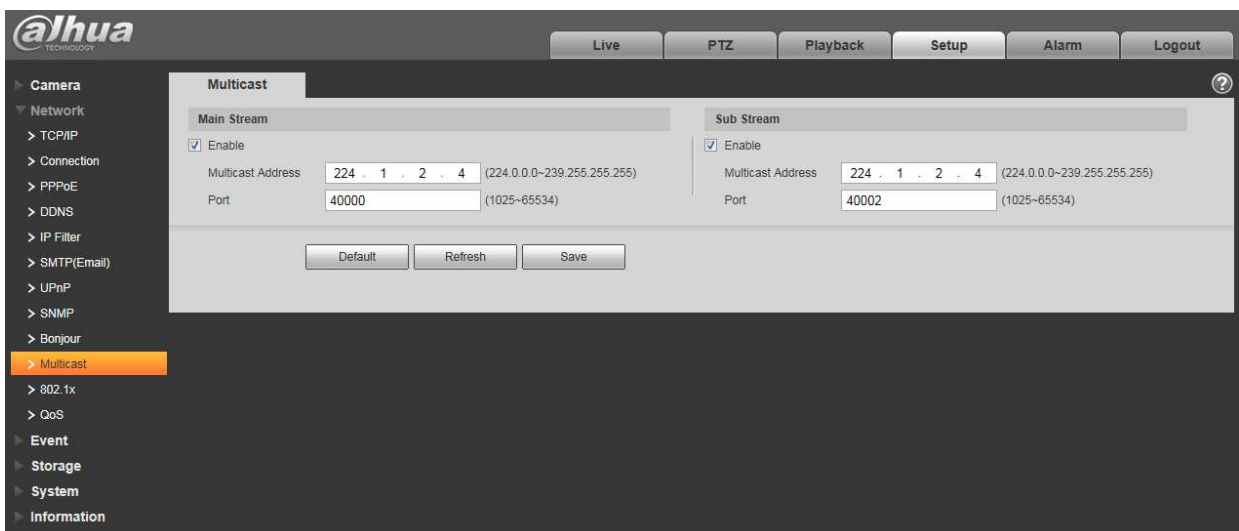 alhua
TECHNOLOGY
Live PTZ Playback Setup Alarm Logout
Camera
Network
> TCP/IP
> Connection
> PPPoE
> DDNS
> IP Filter
> SMTP(Email)
> UPnP
> SNMP
> Bonjour
> Multicast
> 802.1x
> QoS
Event
Storage
System
Information
Multicast
?
Main Stream
Enable
Multicast Address 224 . 1 . 2 . 4 (224.0.0.0~239.255.255.255)
Port 40000 (1025~65534)
Sub Stream
Enable
Multicast Address 224 . 1 . 2 . 4 (224.0.0.0~239.255.255.255)
Port 40002 (1025~65534)
Default Refresh Save